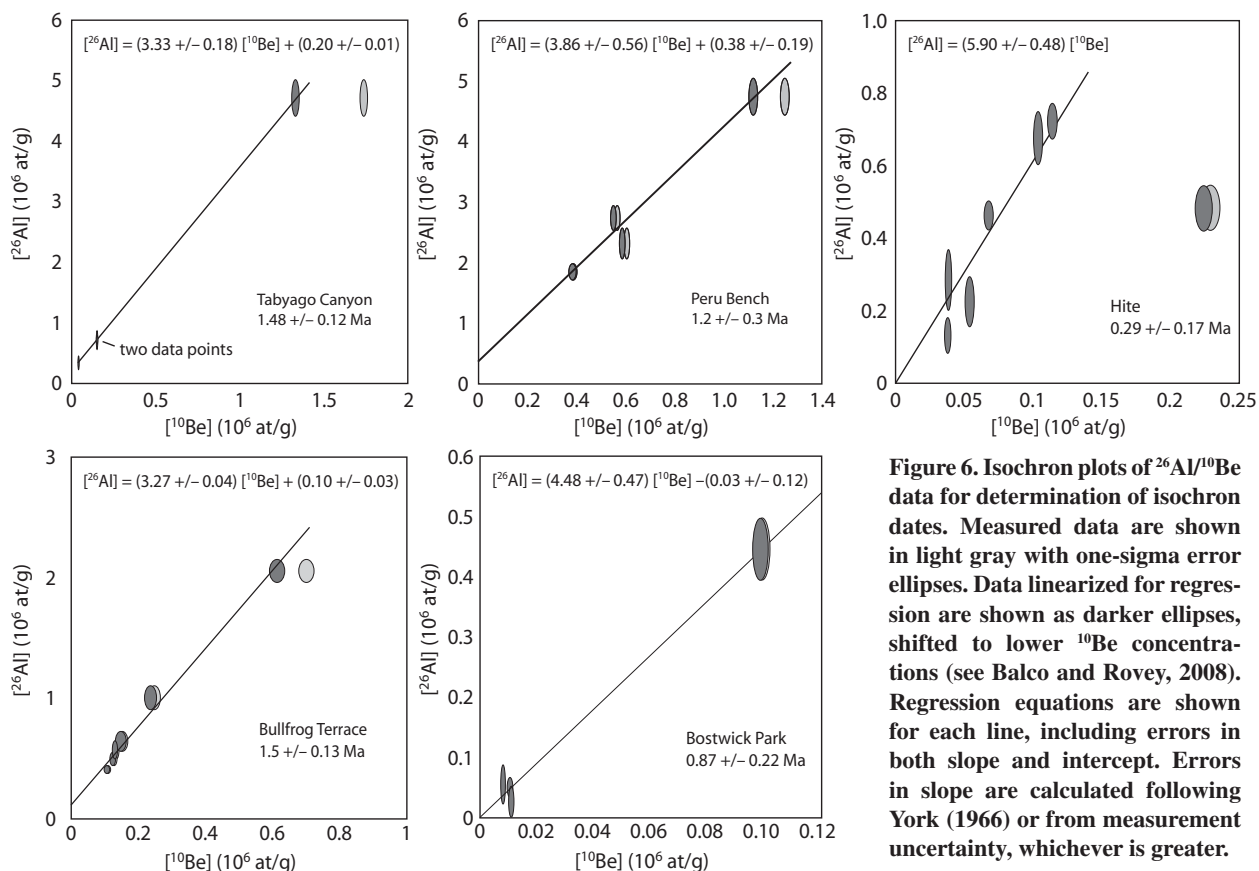 [²⁶Al] = (3.33 +/– 0.18) [¹⁰Be] + (0.20 +/– 0.01)
[²⁶Al] (10⁶ at/g)
6
5
4
3
2
1
0
Tabyago Canyon
1.48 +/– 0.12 Ma
two data points
0
0.5
1
1.5
2
[¹⁰Be] (10⁶ at/g)
[²⁶Al] = (3.86 +/– 0.56) [¹⁰Be] + (0.38 +/– 0.19)
[²⁶Al] (10⁶ at/g)
6
5
4
3
2
1
0
Peru Bench
1.2 +/– 0.3 Ma
0
0.2
0.4
0.6
0.8
1.0
1.2
1.4
[¹⁰Be] (10⁶ at/g)
[²⁶Al] = (5.90 +/– 0.48) [¹⁰Be]
[²⁶Al] (10⁶ at/g)
1.0
0.8
0.6
0.4
0.2
0
Hite
0.29 +/– 0.17 Ma
0
0.05
0.1
0.15
0.20
0.25
[¹⁰Be] (10⁶ at/g)
[²⁶Al] = (3.27 +/– 0.04) [¹⁰Be] + (0.10 +/– 0.03)
[²⁶Al] (10⁶ at/g)
3
2
1
0
Bullfrog Terrace
1.5 +/– 0.13 Ma
0
0.2
0.4
0.6
0.8
1
[¹⁰Be] (10⁶ at/g)
[²⁶Al] = (4.48 +/– 0.47) [¹⁰Be] –(0.03 +/– 0.12)
[²⁶Al] (10⁶ at/g)
0.6
0.5
0.4
0.3
0.2
0.1
0
Bostwick Park
0.87 +/– 0.22 Ma
0
0.02
0.04
0.06
0.08
0.10
0.12
[¹⁰Be] (10⁶ at/g)
Figure 6. Isochron plots of ²⁶Al/¹⁰Be
data for determination of isochron
dates. Measured data are shown
in light gray with one-sigma error
ellipses. Data linearized for regres-
sion are shown as darker ellipses,
shifted to lower ¹⁰Be concentra-
tions (see Balco and Rovey, 2008).
Regression equations are shown
for each line, including errors in
both slope and intercept. Errors
in slope are calculated following
York (1966) or from measurement
uncertainty, whichever is greater.